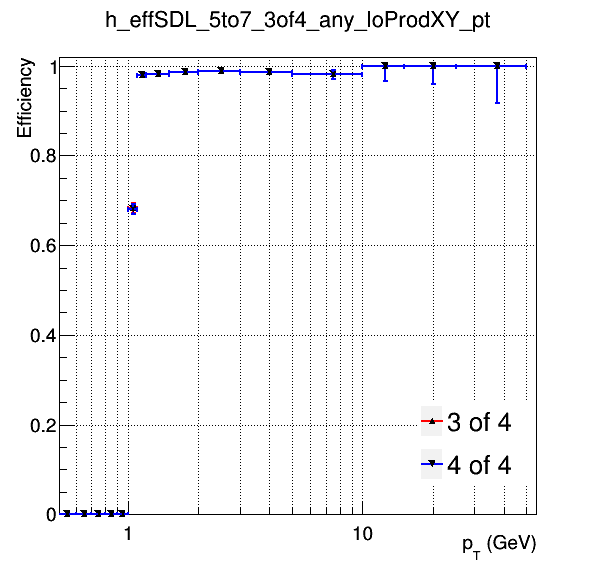 h_effSDL_5to7_3of4_any_loProdXY_pt
Efficiency
1
0.8
0.6
0.4
0.2
0
3 of 4
4 of 4
1
10
p_T (GeV)